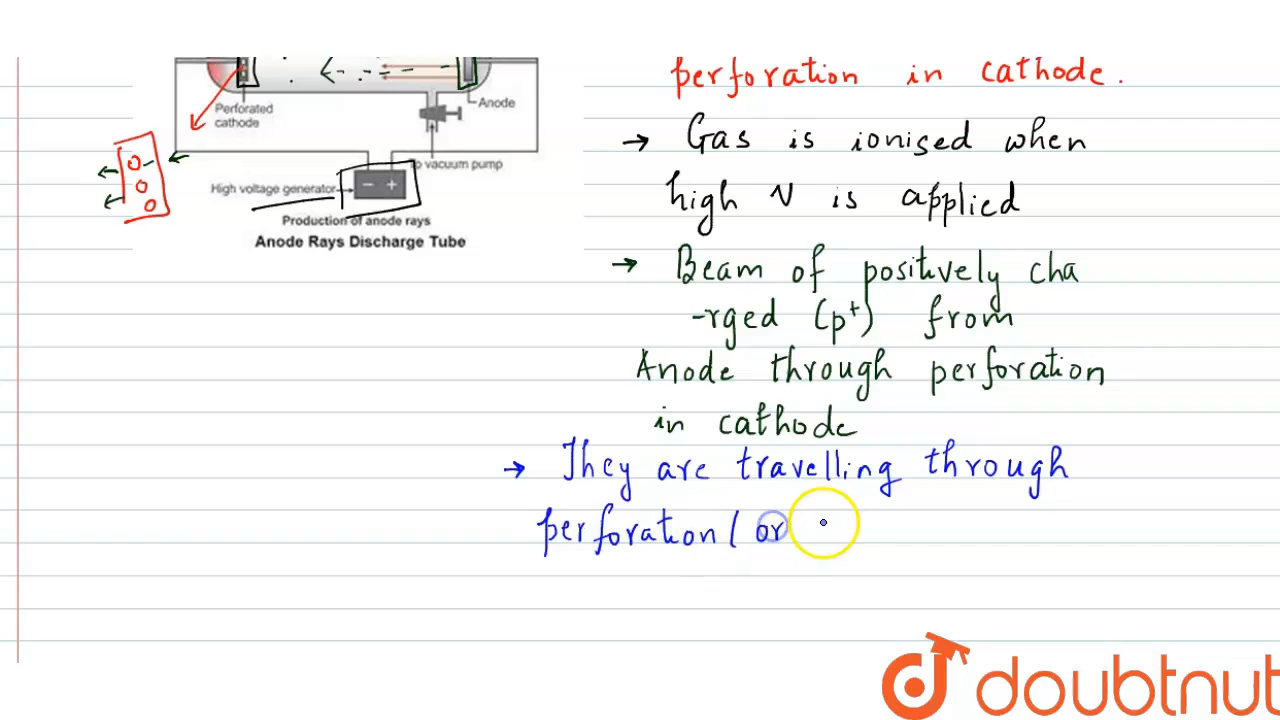 perforation in cathode.
Perforated
cathode
Anode
→ Gas is ionised when
high V is applied
o vacuum pump
High voltage generator
− +
Production of anode rays
Anode Rays Discharge Tube
→ Beam of positively cha
-rged (p+) from
Anode through perforation
in cathode
→ They are travelling through
perforation ( or
doubtnut